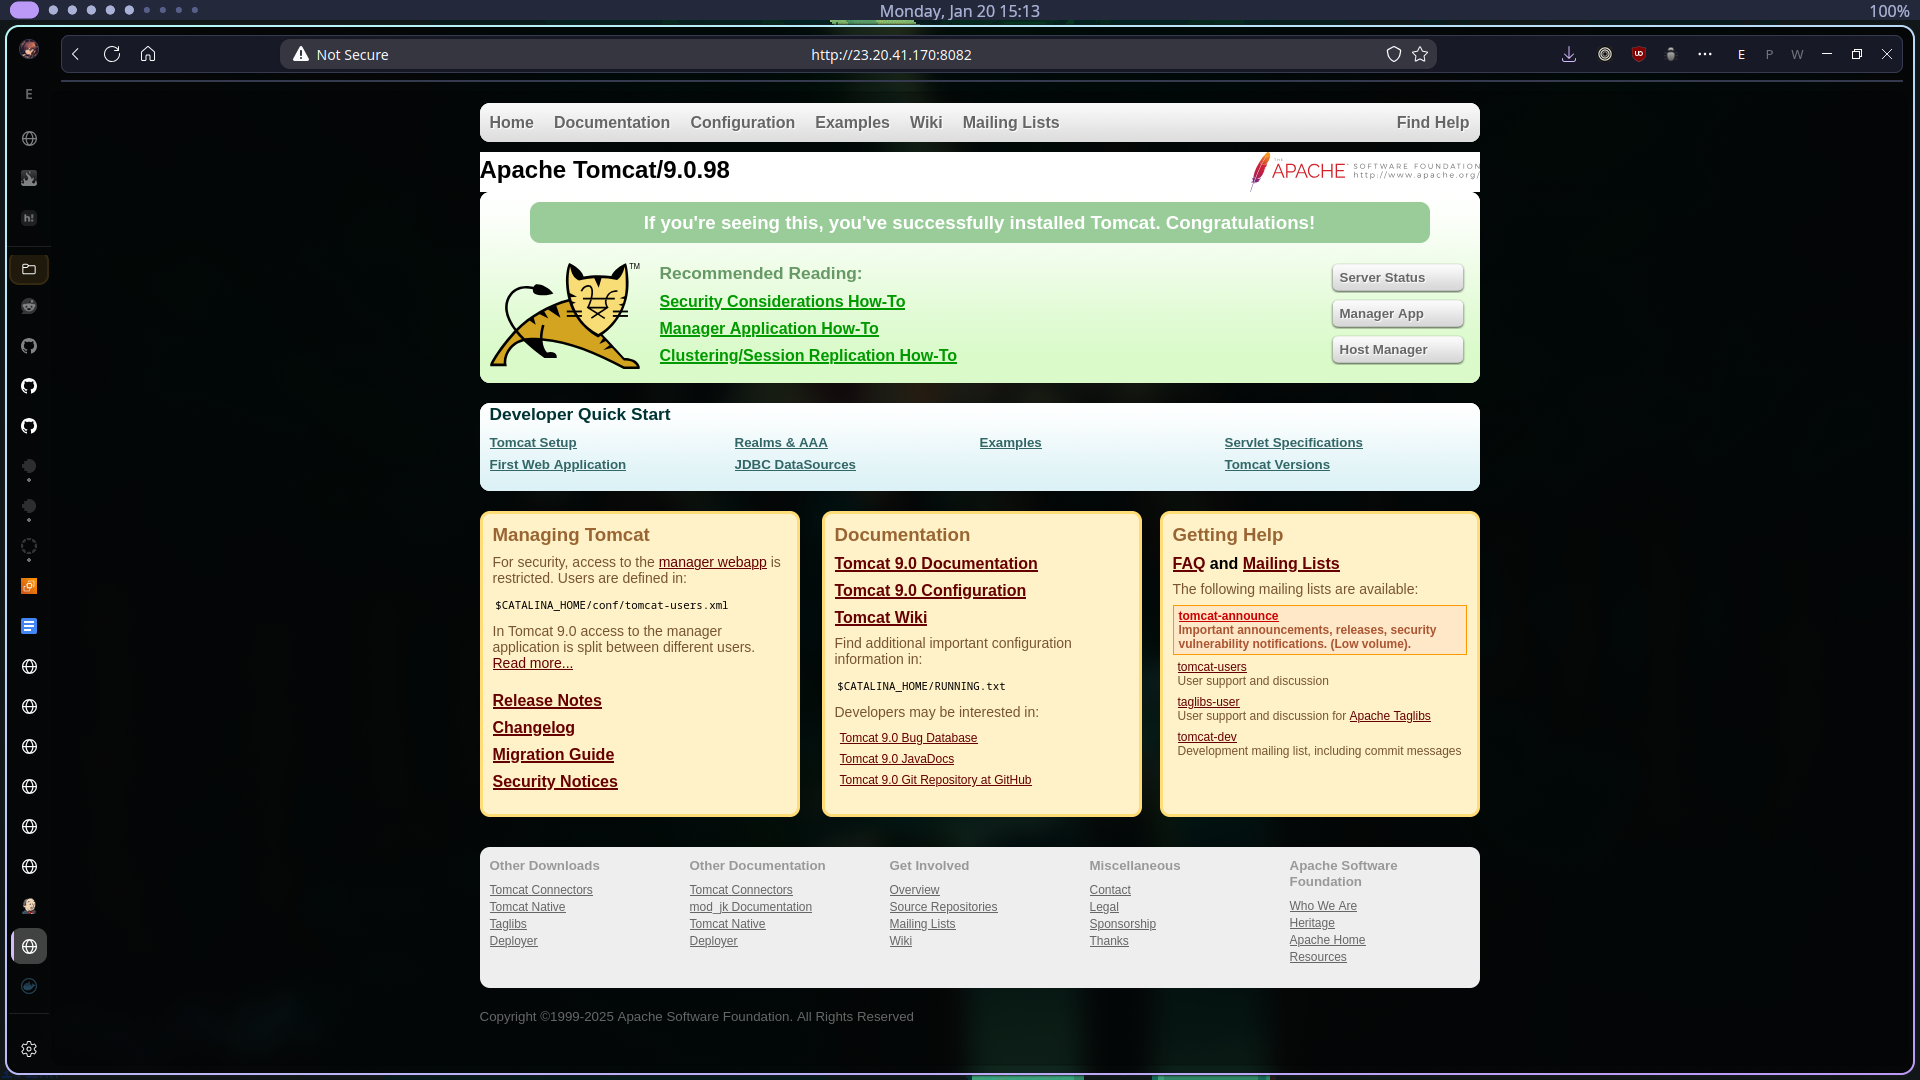 Monday, Jan 20 15:13
100%
Not Secure
http://23.20.41.170:8082
E P W
E
h!
Home Documentation Configuration Examples Wiki Mailing Lists Find Help
Apache Tomcat/9.0.98
THE APACHE SOFTWARE FOUNDATION
http://www.apache.org/
If you're seeing this, you've successfully installed Tomcat. Congratulations!
TM
Recommended Reading:
Security Considerations How-To
Manager Application How-To
Clustering/Session Replication How-To
Server Status
Manager App
Host Manager
Developer Quick Start
Tomcat Setup
First Web Application
Realms & AAA
JDBC DataSources
Examples
Servlet Specifications
Tomcat Versions
Managing Tomcat
For security, access to the manager webapp is
restricted. Users are defined in:
$CATALINA_HOME/conf/tomcat-users.xml
In Tomcat 9.0 access to the manager
application is split between different users.
Read more...
Release Notes
Changelog
Migration Guide
Security Notices
Documentation
Tomcat 9.0 Documentation
Tomcat 9.0 Configuration
Tomcat Wiki
Find additional important configuration
information in:
$CATALINA_HOME/RUNNING.txt
Developers may be interested in:
Tomcat 9.0 Bug Database
Tomcat 9.0 JavaDocs
Tomcat 9.0 Git Repository at GitHub
Getting Help
FAQ and Mailing Lists
The following mailing lists are available:
tomcat-announce
Important announcements, releases, security
vulnerability notifications. (Low volume).
tomcat-users
User support and discussion
taglibs-user
User support and discussion for Apache Taglibs
tomcat-dev
Development mailing list, including commit messages
Other Downloads
Tomcat Connectors
Tomcat Native
Taglibs
Deployer
Other Documentation
Tomcat Connectors
mod_jk Documentation
Tomcat Native
Deployer
Get Involved
Overview
Source Repositories
Mailing Lists
Wiki
Miscellaneous
Contact
Legal
Sponsorship
Thanks
Apache Software
Foundation
Who We Are
Heritage
Apache Home
Resources
Copyright ©1999-2025 Apache Software Foundation. All Rights Reserved